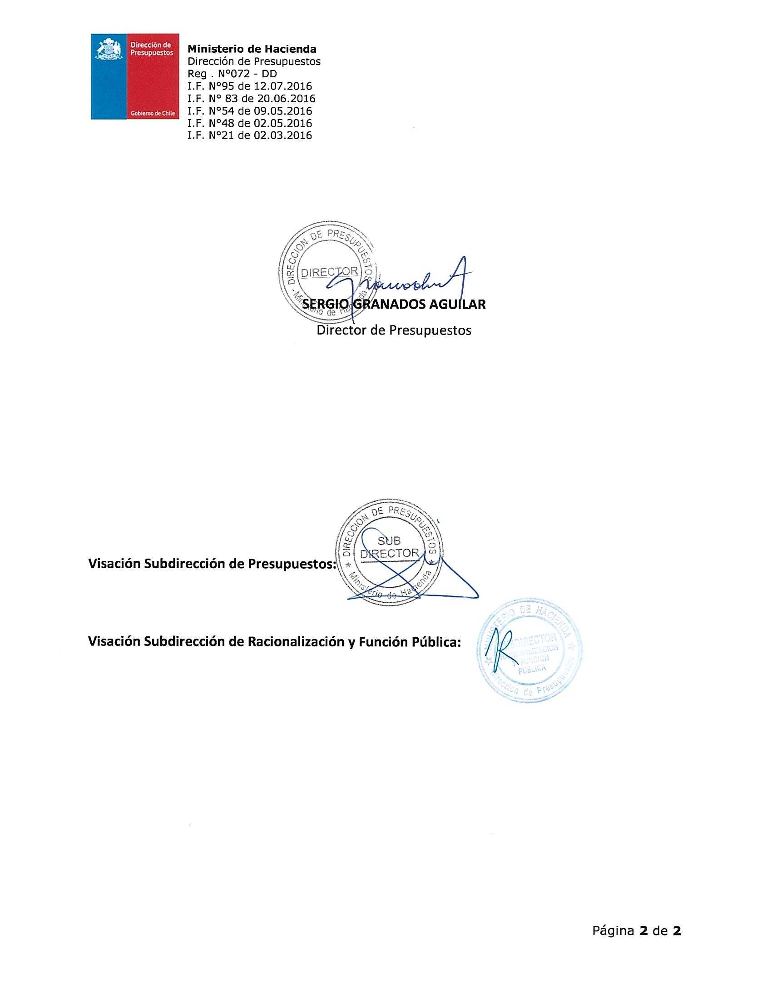 Dirección de
Presupuestos
Gobierno de Chile
Ministerio de Hacienda
Dirección de Presupuestos
Reg . N°072 - DD
I.F. N°95 de 12.07.2016
I.F. N° 83 de 20.06.2016
I.F. N°54 de 09.05.2016
I.F. N°48 de 02.05.2016
I.F. N°21 de 02.03.2016
- DIRECCION DE PRESUPUESTOS -
DIRECTOR
Ministerio de Hacienda
SERGIO GRANADOS AGUILAR
Director de Presupuestos
DIRECCION DE PRESUPUESTOS
SUB
DIRECTOR
Ministerio de Hacienda
Visación Subdirección de Presupuestos:
Visación Subdirección de Racionalización y Función Pública:
MINISTERIO DE HACIENDA
SUBDIRECTOR
RACIONALIZACION
Y FUNCION
PUBLICA
Dirección de Presupuestos
Página 2 de 2